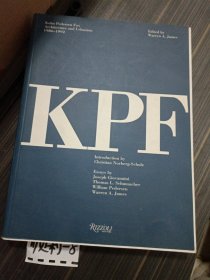 Kohn Pedersen Fox
Architecture and Urbanism
1986-1992
Edited by
Warren A. James
KPF
Introduction by
Christian Norberg-Schulz
Essays by
Joseph Giovannini
Thomas L. Schumacher
William Pedersen
Warren A. James
RIZZOLI